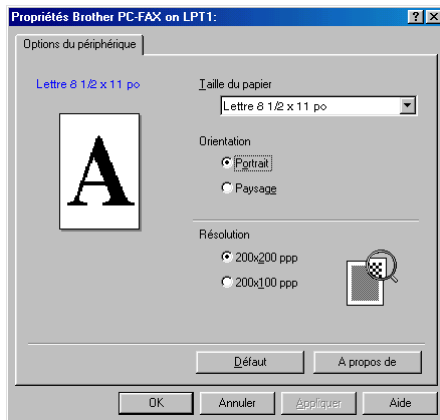 Propriétés Brother PC-FAX on LPT1:
Options du périphérique
Lettre 8 1/2 x 11 po
A
Taille du papier
Lettre 8 1/2 x 11 po
Orientation
Portrait
Paysage
Résolution
200x200 ppp
200x100 ppp
Défaut
A propos de
OK
Annuler
Appliquer
Aide